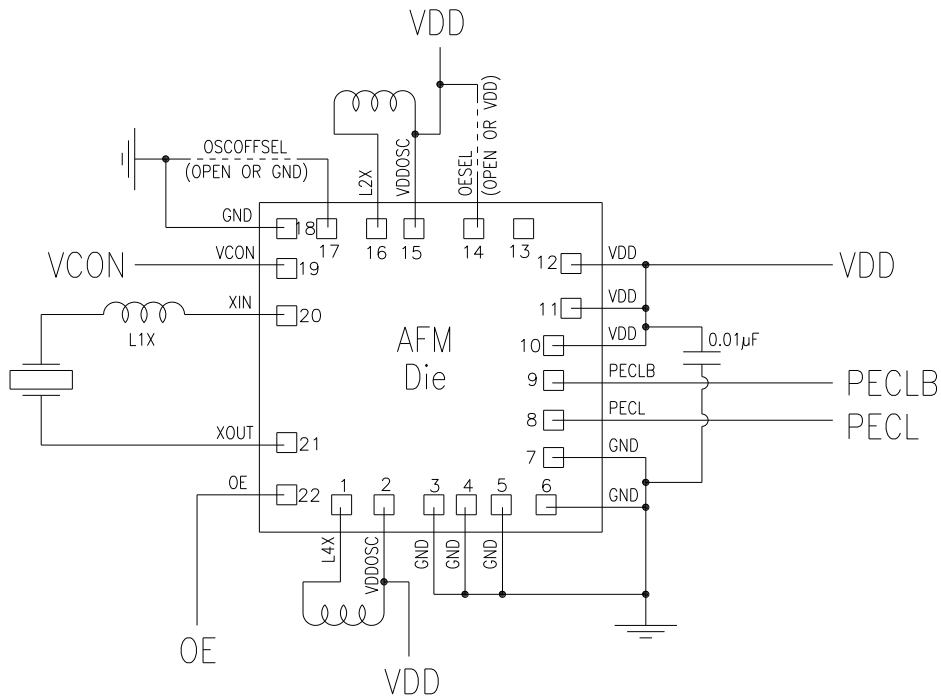 VDD
OSCOFFSEL
(OPEN OR GND)
L2X
VDDOSC
OESEL
(OPEN OR VDD)
GND
18
17
16
15
14
13
VCON
VCON
19
12
VDD
VDD
XIN
20
11
VDD
L1X
10
VDD
0.01µF
AFM
Die
9
PECLB
PECLB
8
PECL
PECL
XOUT
21
7
GND
OE
22
1
2
3
4
5
6
GND
L4X
VDDOSC
GND
GND
GND
OE
VDD